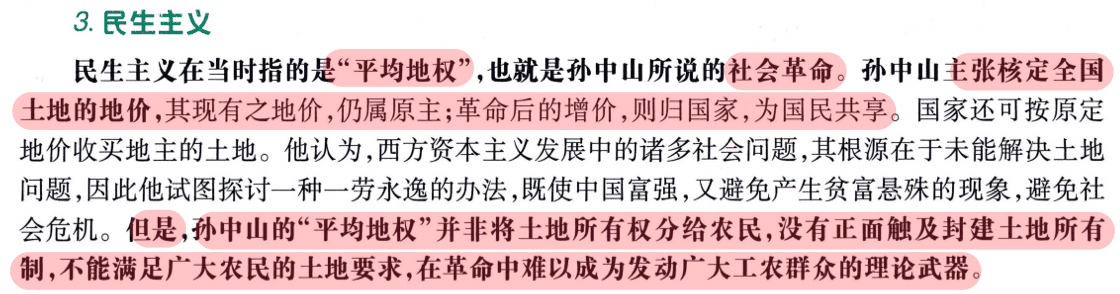 3. 民生主义
民生主义在当时指的是“平均地权”,也就是孙中山所说的社会革命。孙中山主张核定全国
土地的地价,其现有之地价,仍属原主;革命后的增价,则归国家,为国民共享。国家还可按原定
地价收买地主的土地。他认为,西方资本主义发展中的诸多社会问题,其根源在于未能解决土地
问题,因此他试图探讨一种一劳永逸的办法,既使中国富强,又避免产生贫富悬殊的现象,避免社
会危机。但是,孙中山的“平均地权”并非将土地所有权分给农民,没有正面触及封建土地所有
制,不能满足广大农民的土地要求,在革命中难以成为发动广大工农群众的理论武器。